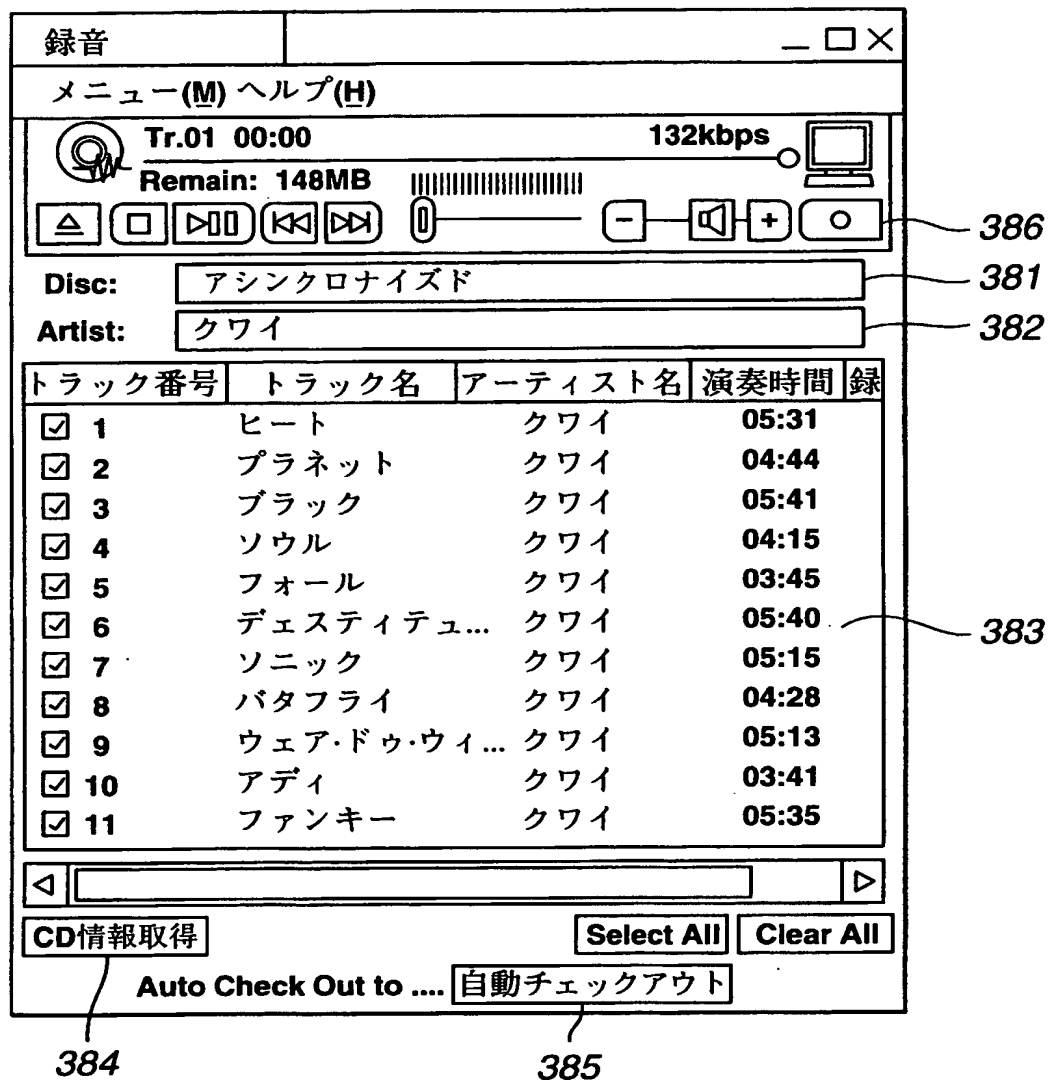 録音
メニュー(M) ヘルプ(H)
Tr.01 00:00 132kbps
Remain: 148MB
386
Disc: アシンクロナイズド 381
Artist: クワイ 382
トラック番号 トラック名 アーティスト名 演奏時間 録
1 ヒート クワイ 05:31
2 プラネット クワイ 04:44
3 ブラック クワイ 05:41
4 ソウル クワイ 04:15
5 フォール クワイ 03:45
6 デェスティテュ... クワイ 05:40 383
7 ソニック クワイ 05:15
8 バタフライ クワイ 04:28
9 ウェア·ドゥ·ウィ... クワイ 05:13
10 アディ クワイ 03:41
11 ファンキー クワイ 05:35
CD情報取得 Select All Clear All
Auto Check Out to .... 自動チェックアウト
384 385